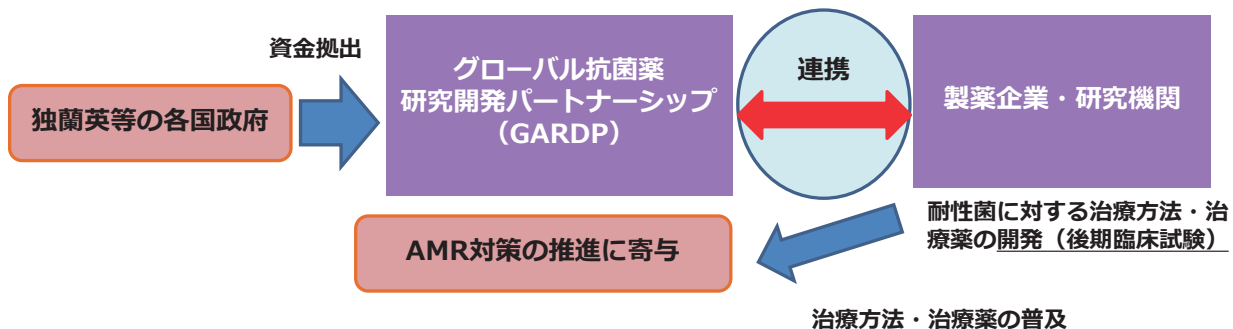 資金拠出
独蘭英等の各国政府
グローバル抗菌薬
研究開発パートナーシップ
（GARDP）
連携
製薬企業・研究機関
耐性菌に対する治療方法・治
療薬の開発（後期臨床試験）
AMR対策の推進に寄与
治療方法・治療薬の普及